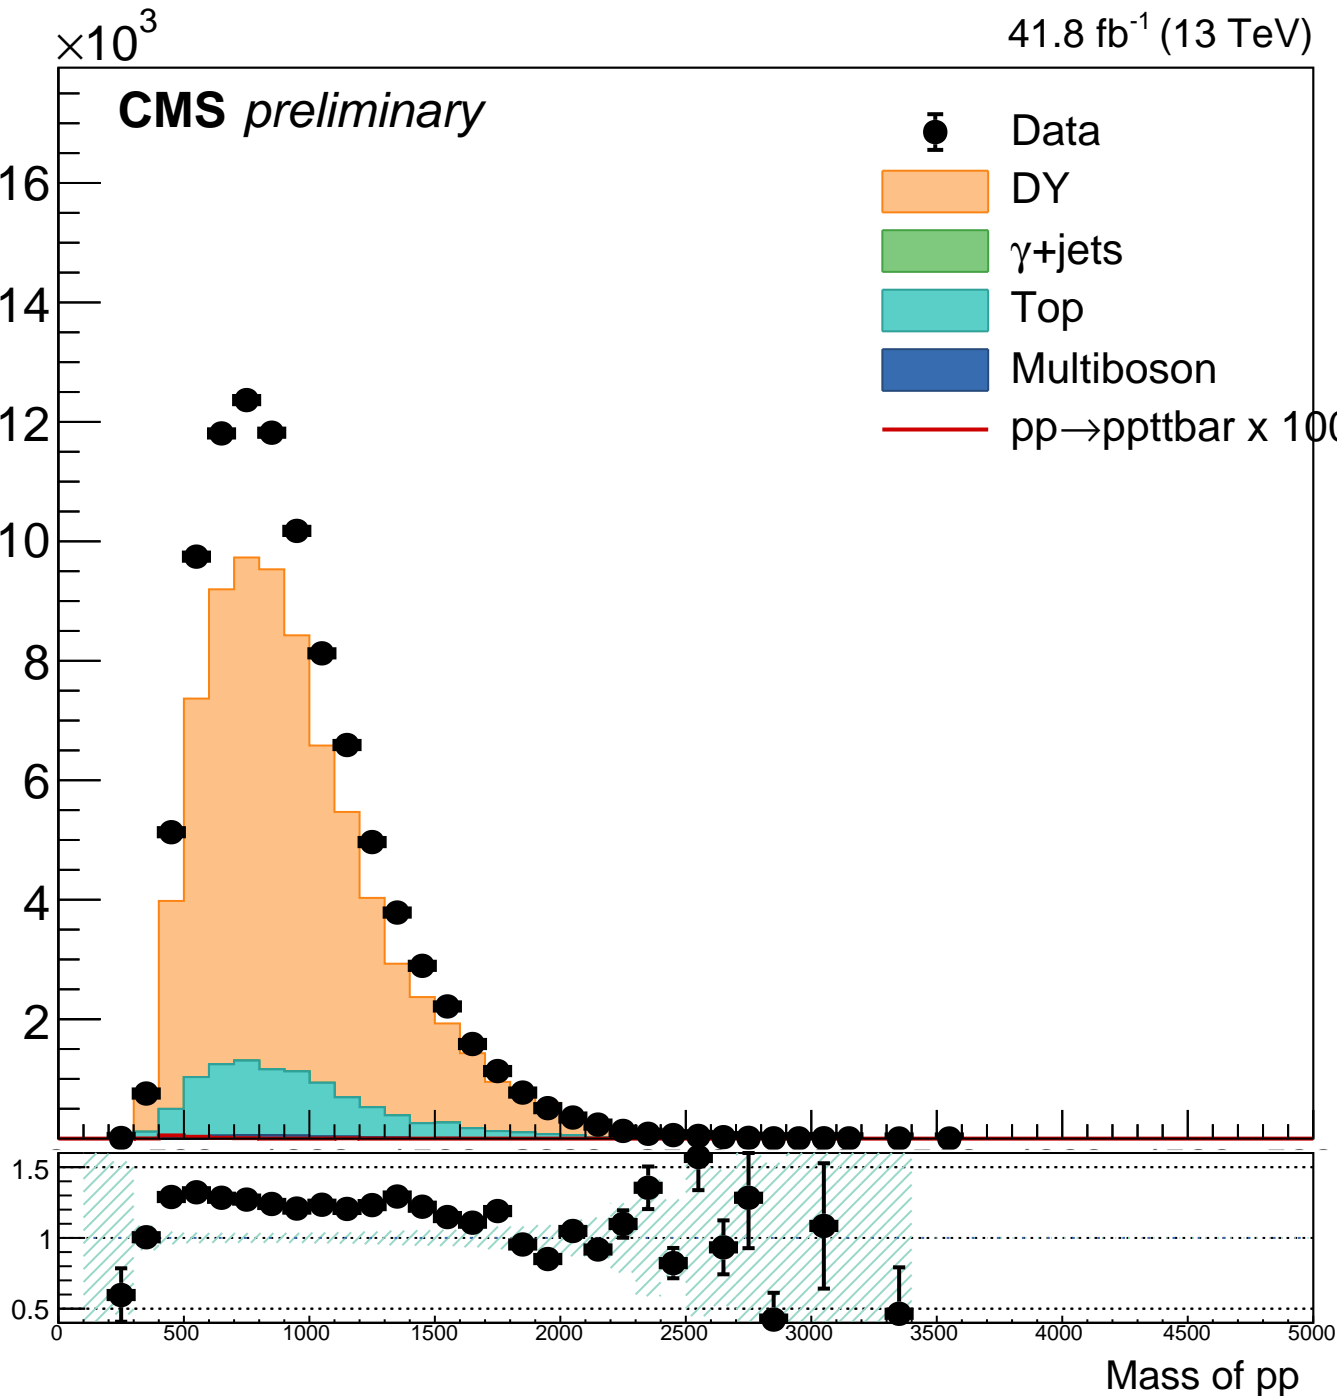 ×10³
41.8 fb⁻¹ (13 TeV)
CMS preliminary
Data
DY
γ+jets
Top
Multiboson
pp→ppttbar x 100
16
14
12
10
8
6
4
2
1.5
1
0.5
0 500 1000 1500 2000 2500 3000 3500 4000 4500 5000
Mass of pp